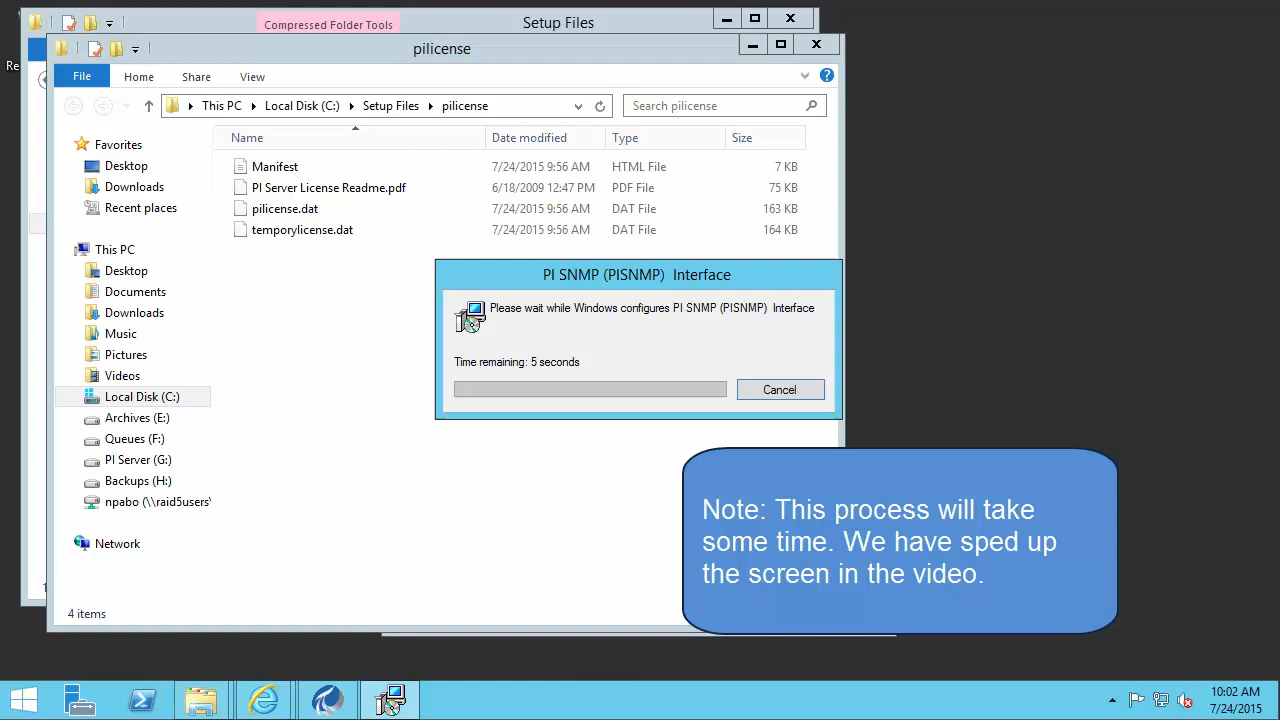 Compressed Folder Tools
Setup Files
Re
pilicense
File
Home
Share
View
This PC
Local Disk (C:)
Setup Files
pilicense
Search pilicense
Name
Date modified
Type
Size
Manifest 7/24/2015 9:56 AM HTML File 7 KB
PI Server License Readme.pdf 6/18/2009 12:47 PM PDF File 75 KB
pilicense.dat 7/24/2015 9:56 AM DAT File 163 KB
temporylicense.dat 7/24/2015 9:56 AM DAT File 164 KB
Favorites
Desktop
Downloads
Recent places
This PC
Desktop
Documents
Downloads
Music
Pictures
Videos
Local Disk (C:)
Archives (E:)
Queues (F:)
PI Server (G:)
Backups (H:)
npabo (\\raid5users\
Network
4 items
PI SNMP (PISNMP) Interface
Please wait while Windows configures PI SNMP (PISNMP) Interface
Time remaining: 5 seconds
Cancel
Note: This process will take
some time. We have sped up
the screen in the video.
10:02 AM
7/24/2015